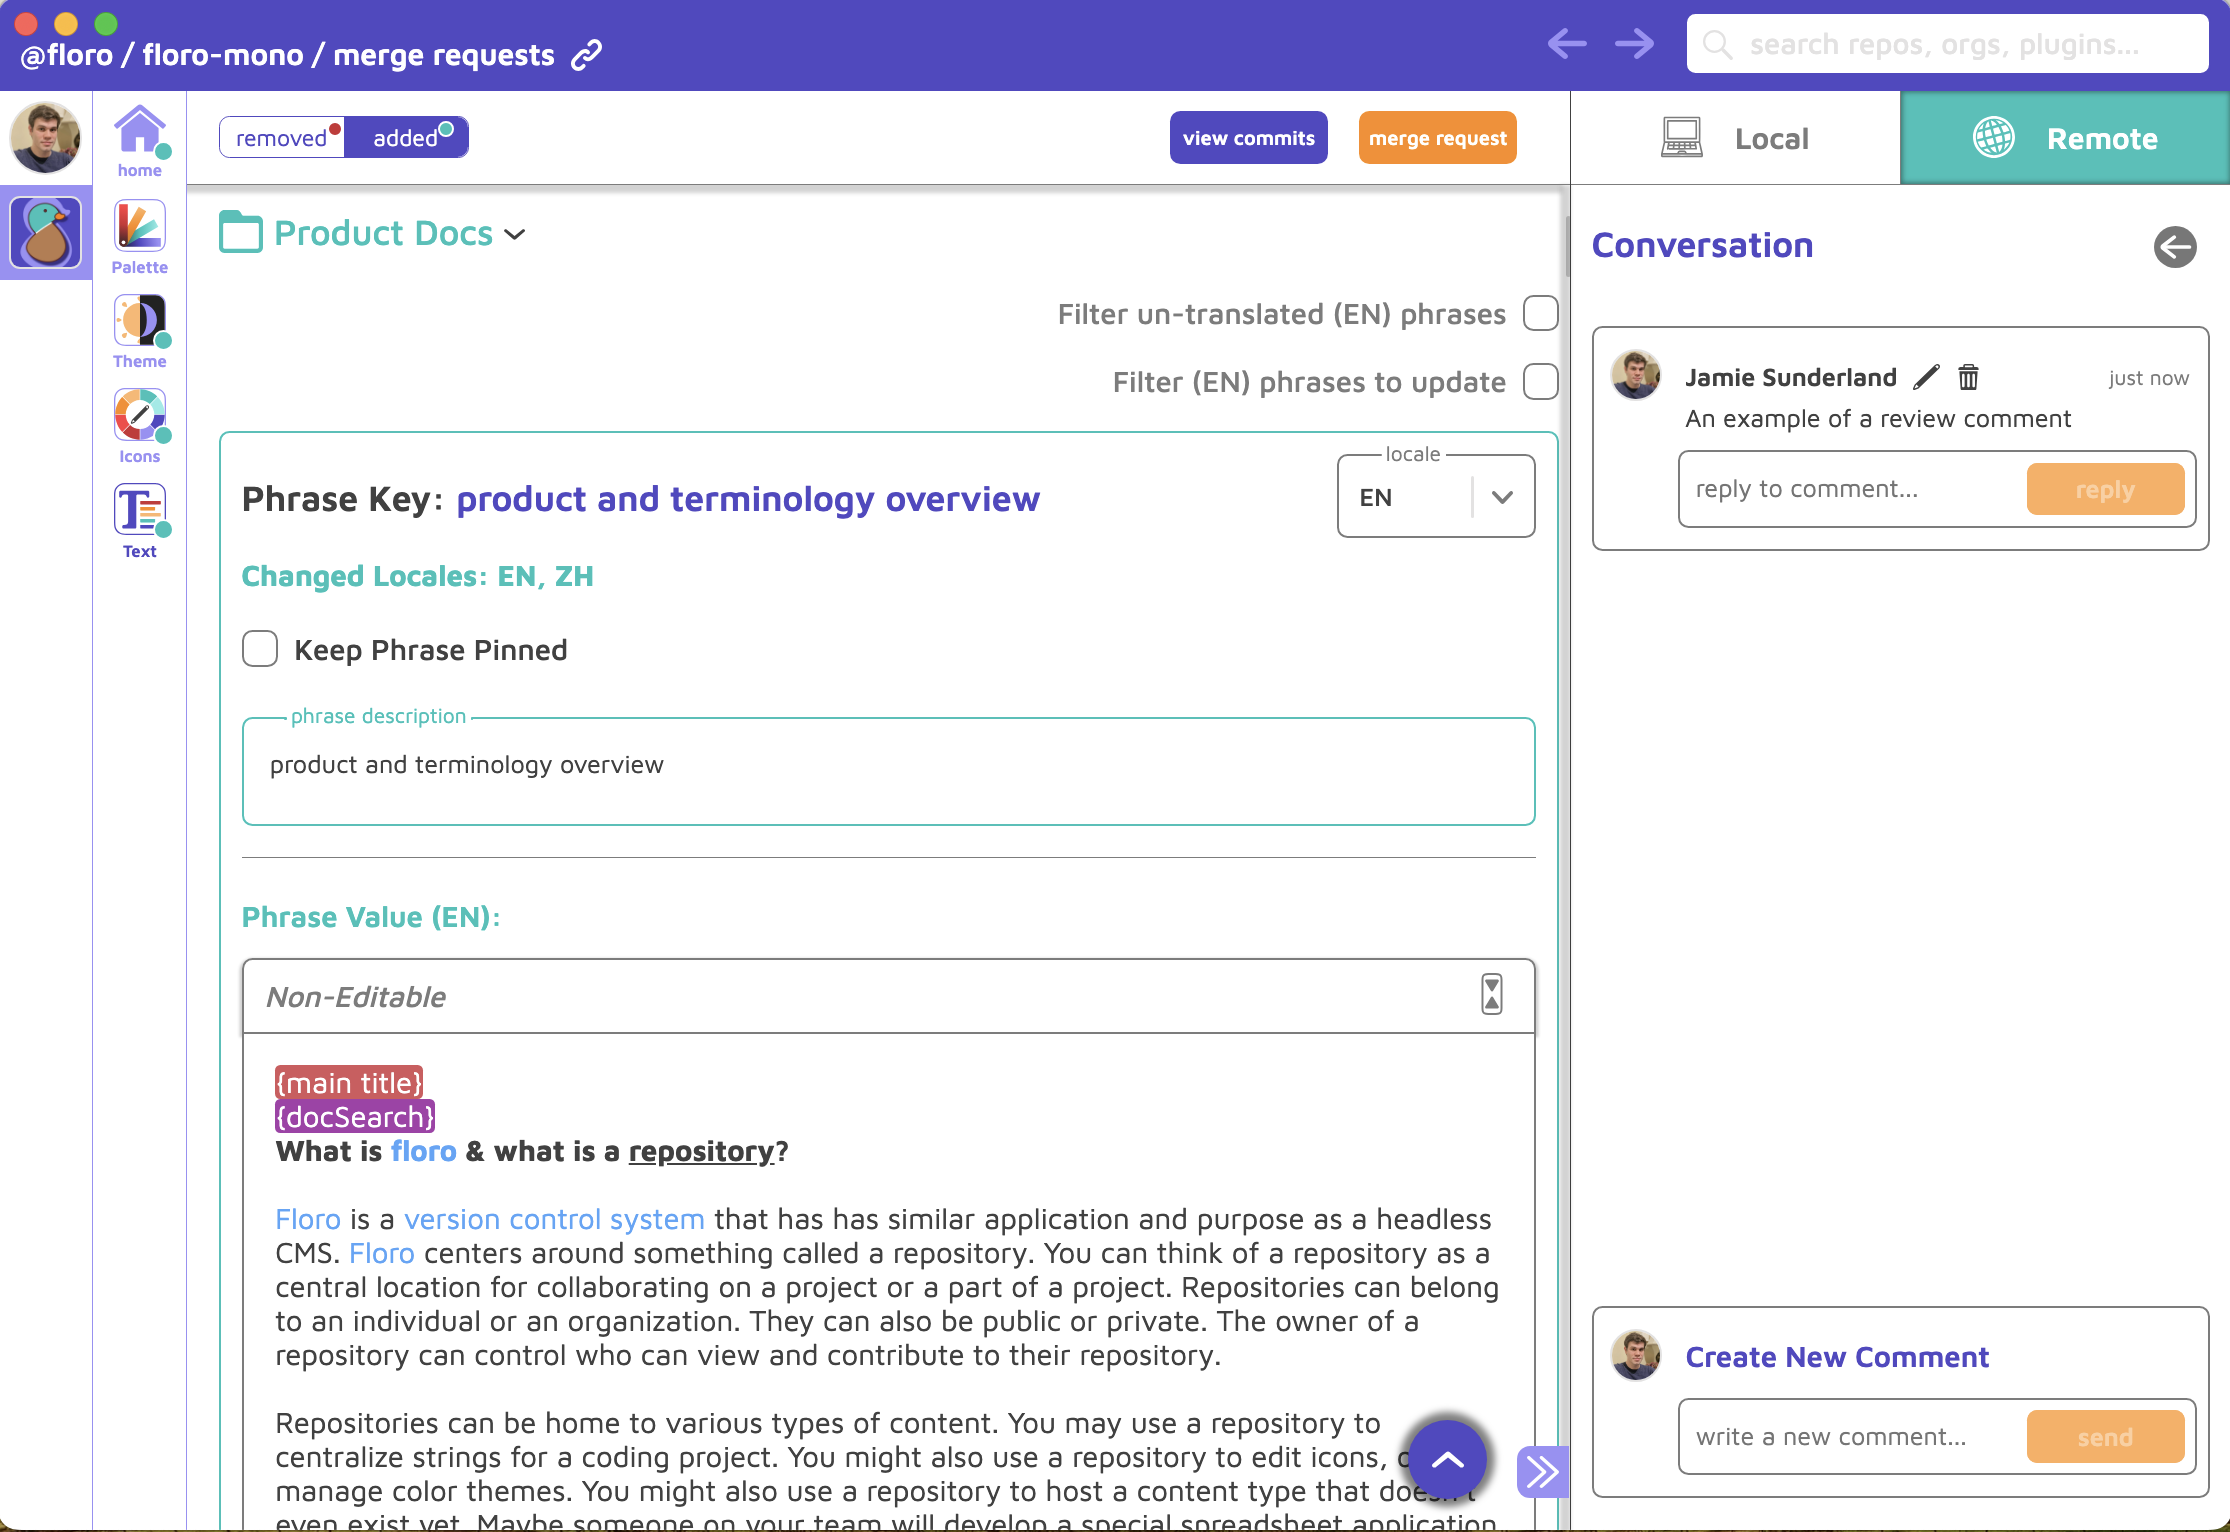 @floro / floro-mono / merge requests
search repos, orgs, plugins...
home
Palette
Theme
Icons
Text
removed
added
view commits
merge request
Product Docs
Filter un-translated (EN) phrases
Filter (EN) phrases to update
Phrase Key: product and terminology overview
locale
EN
Changed Locales: EN, ZH
Keep Phrase Pinned
phrase description
product and terminology overview
Phrase Value (EN):
Non-Editable
{main title}
{docSearch}
What is floro & what is a repository?
Floro is a version control system that has has similar application and purpose as a headless
CMS. Floro centers around something called a repository. You can think of a repository as a
central location for collaborating on a project or a part of a project. Repositories can belong
to an individual or an organization. They can also be public or private. The owner of a
repository can control who can view and contribute to their repository.
Repositories can be home to various types of content. You may use a repository to
centralize strings for a coding project. You might also use a repository to edit icons,
manage color themes. You might also use a repository to host a content type that doesn't
even exist yet. Maybe someone on your team will develop a special spreadsheet application
Local
Remote
Conversation
Jamie Sunderland
just now
An example of a review comment
reply to comment...
reply
Create New Comment
write a new comment...
send